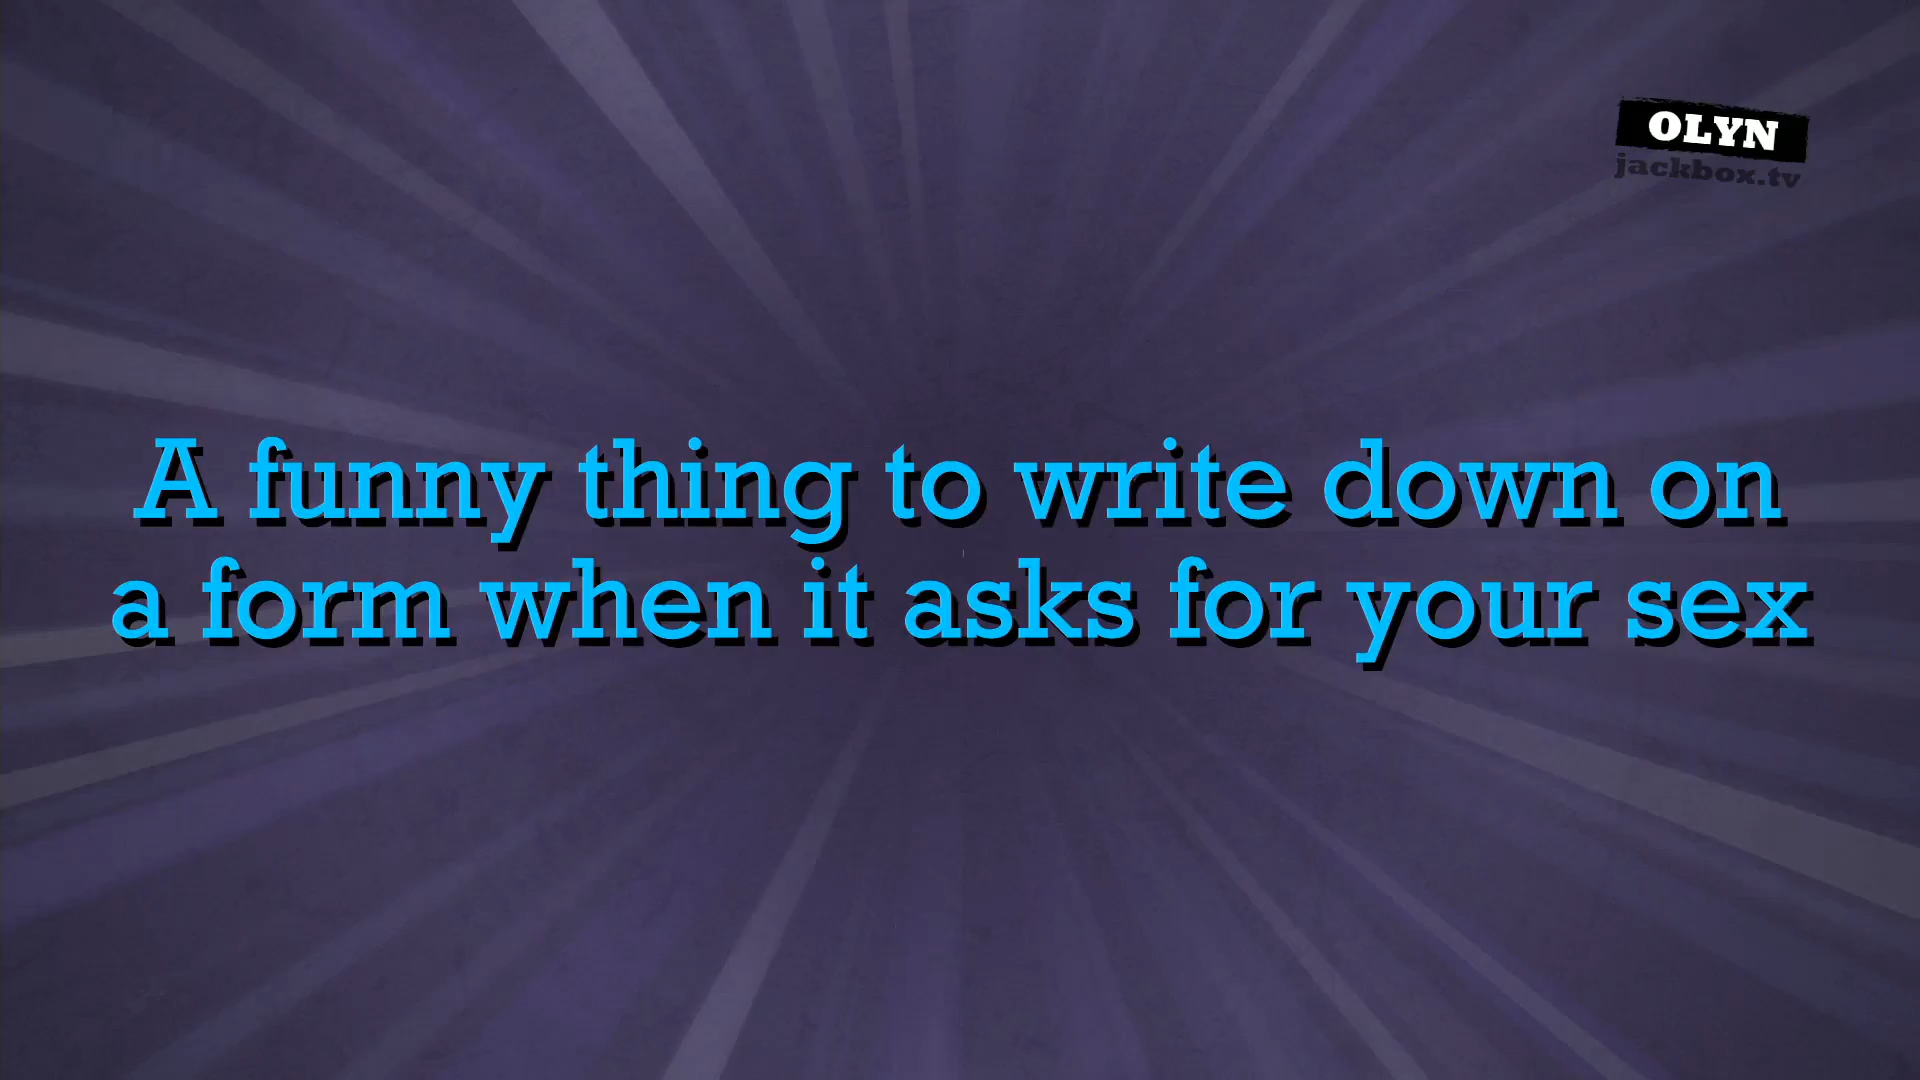 OLYN
jackbox.tv
A funny thing to write down on
a form when it asks for your sex